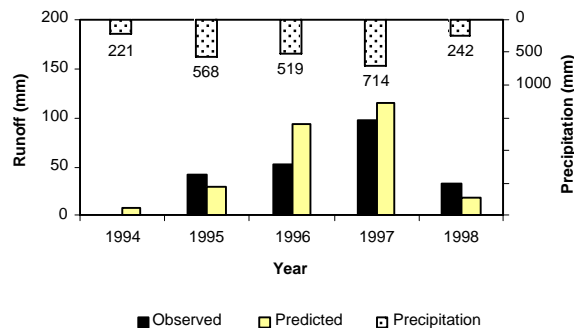 200
150
100
50
0
Runoff (mm)
0
500
1000
Precipitation (mm)
221
568
519
714
242
1994 1995 1996 1997 1998
Year
Observed Predicted Precipitation